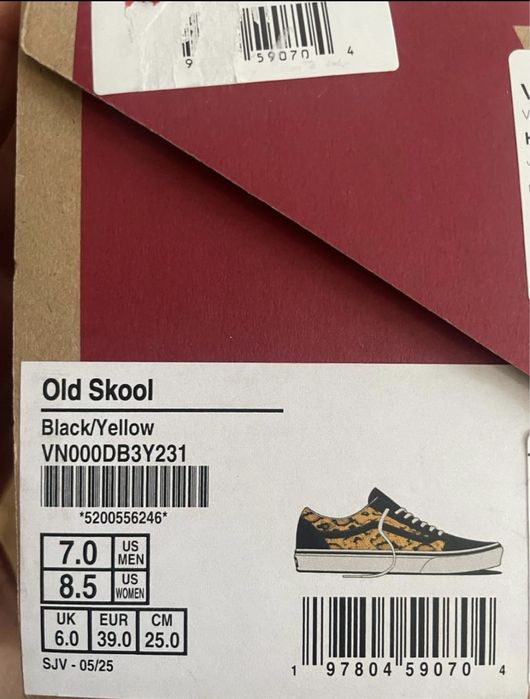 9 59070 4
Old Skool
Black/Yellow
VN000DB3Y231
*5200556246*
7.0 US MEN
8.5 US WOMEN
UK EUR CM
6.0 39.0 25.0
SJV - 05/25
1 97804 59070 4